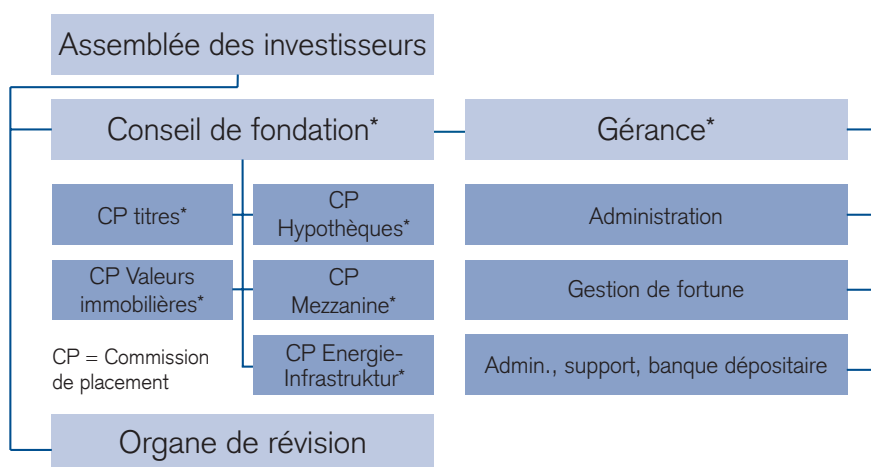 Assemblée des investisseurs
Conseil de fondation*
Gérance*
CP titres*
CP
Hypothèques*
Administration
CP Valeurs
immobilières*
CP
Mezzanine*
Gestion de fortune
CP = Commission
de placement
CP Energie-
Infrastruktur*
Admin., support, banque dépositaire
Organe de révision